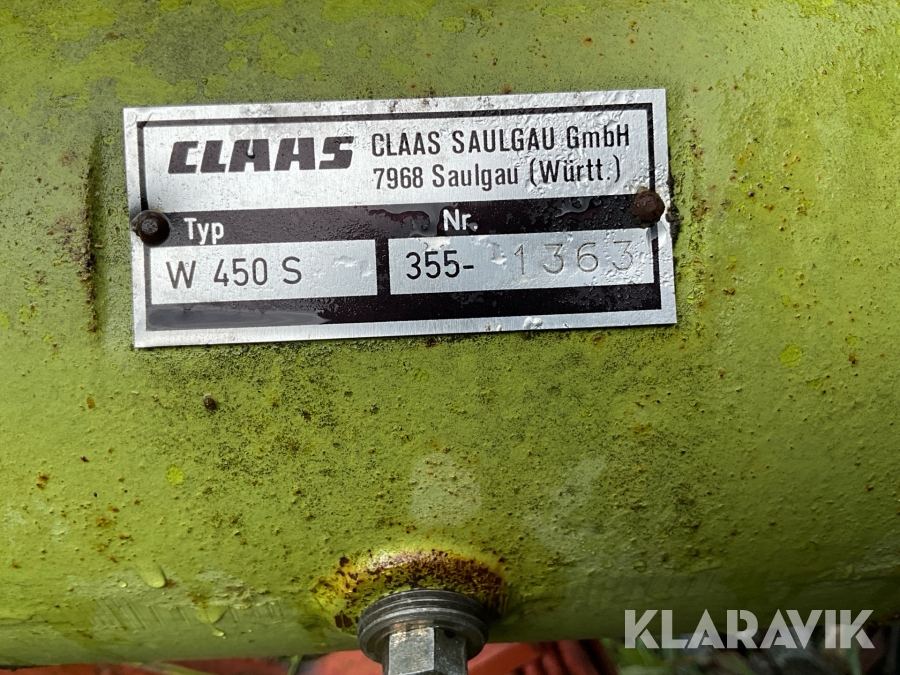 CLAAS CLAAS SAULGAU GmbH
7968 Saulgau (Württ.)
Typ Nr.
W 450 S 355- 1363
KLARAVIK